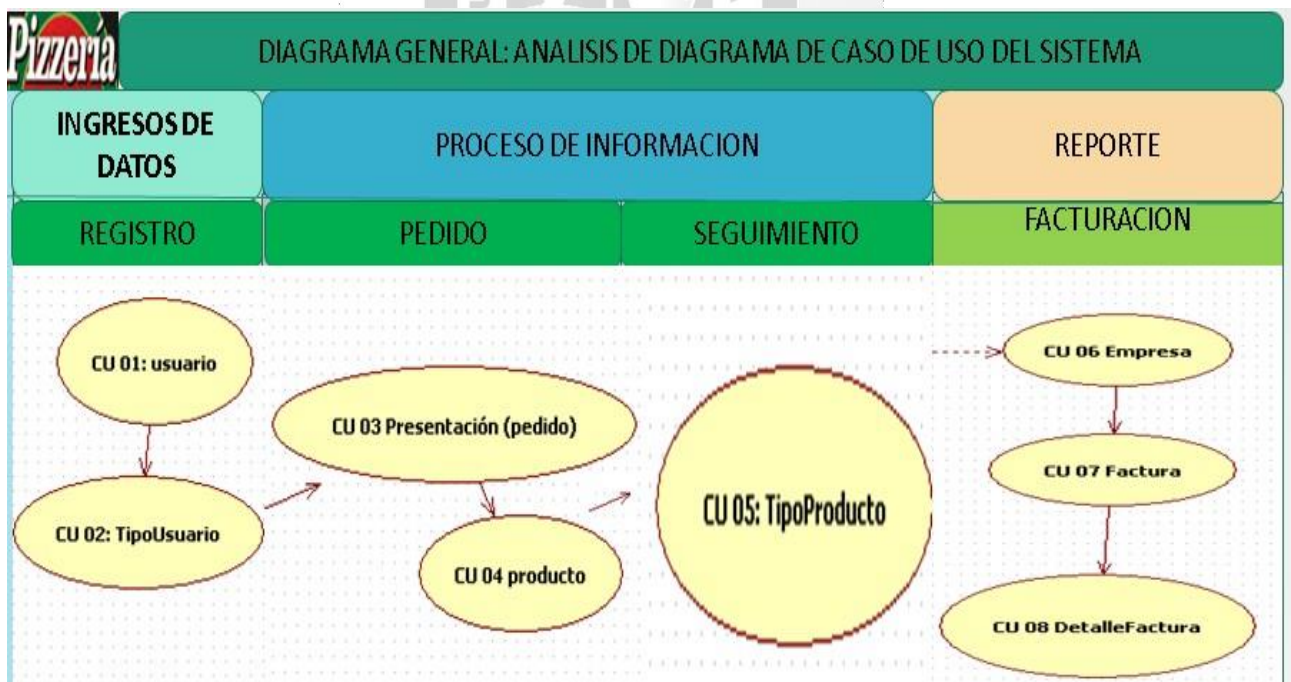 Pizzería
DIAGRAMA GENERAL: ANALISIS DE DIAGRAMA DE CASO DE USO DEL SISTEMA
INGRESOS DE
DATOS
PROCESO DE INFORMACION
REPORTE
REGISTRO
PEDIDO
SEGUIMIENTO
FACTURACION
CU 01: usuario
CU 02: TipoUsuario
CU 03 Presentación (pedido)
CU 04 producto
CU 05: TipoProducto
CU 06 Empresa
CU 07 Factura
CU 08 DetalleFactura